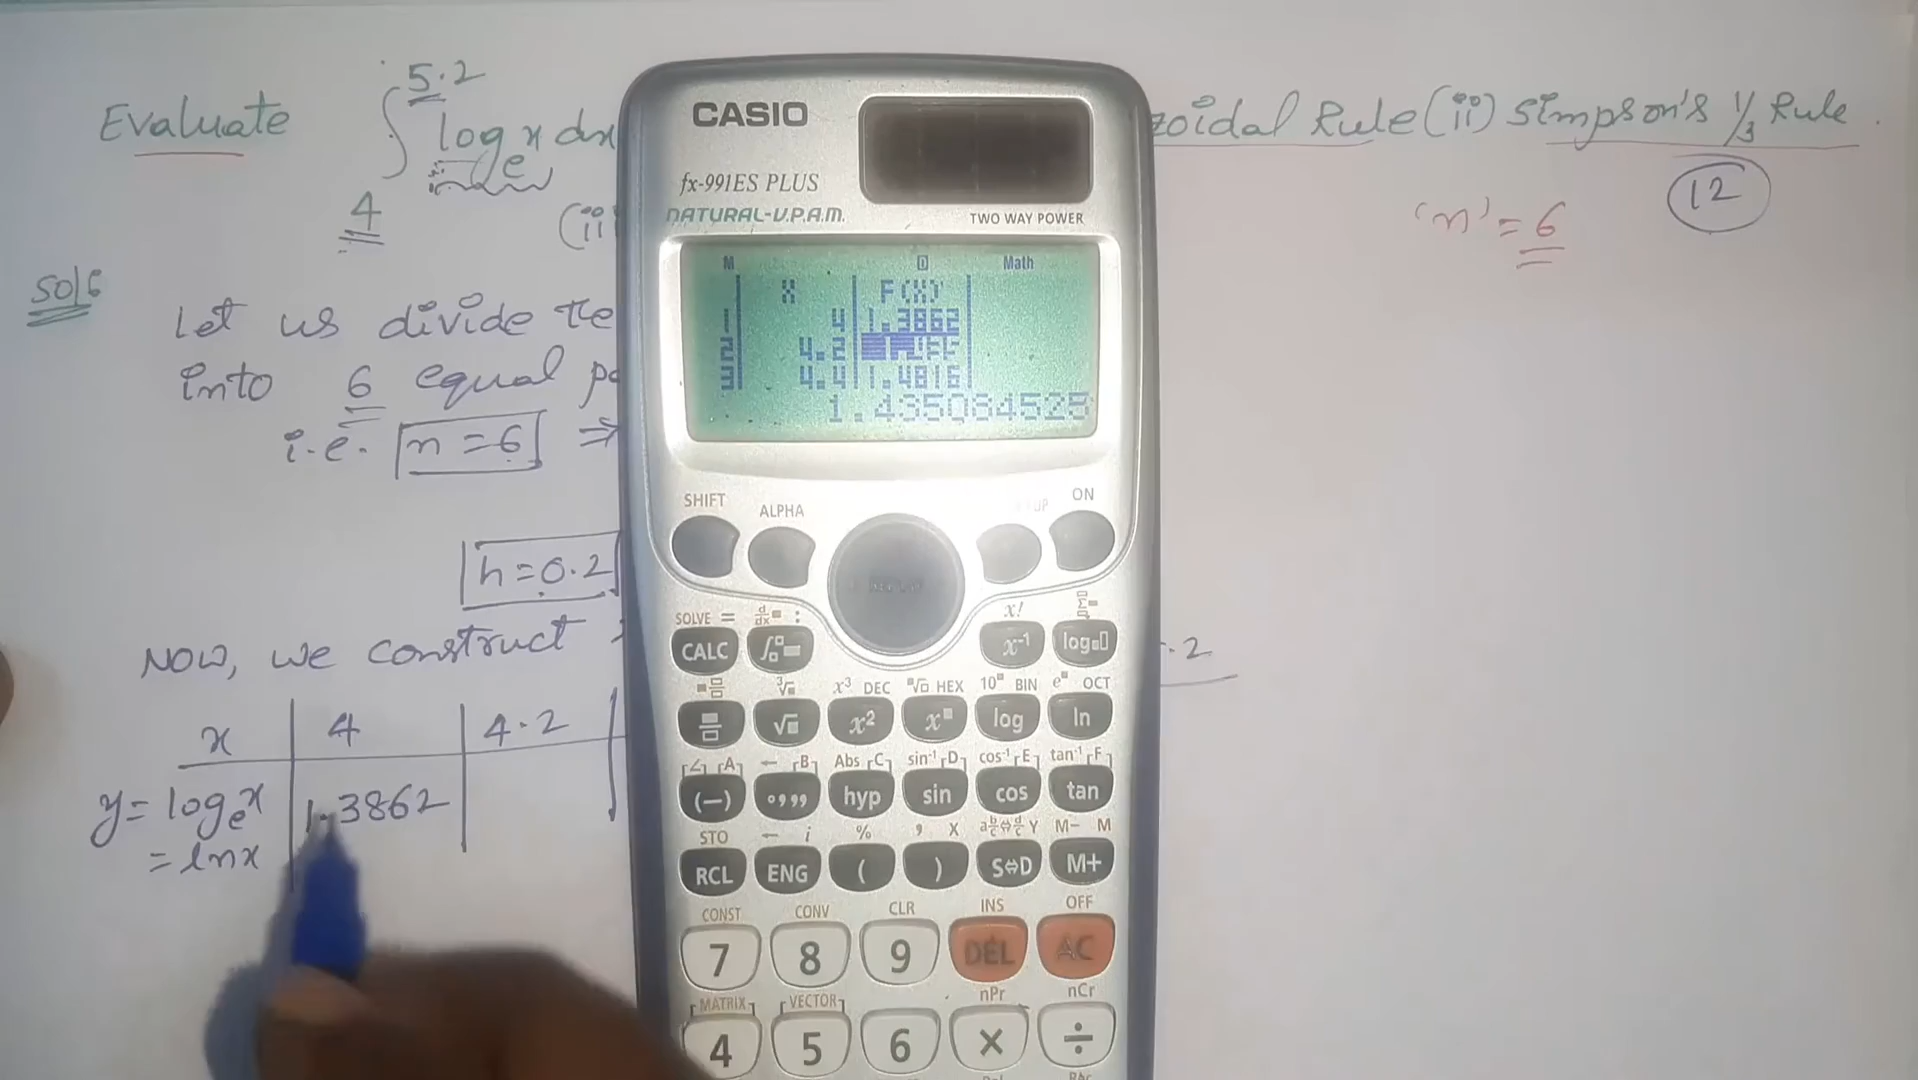 Evaluate ∫ 5.2 4 log e x dx
zoidal Rule (ii) Simpson's 1/3 Rule.
(ii
'n' = 6
12
Sol:
Let us divide the
into 6 equal
i.e. n = 6 ⇒
h = 0.2
Now, we construct
.2
x 4 4.2
y = log e x 1.3862
= ln x
CASIO
fx-991ES PLUS
NATURAL-V.P.A.M.
TWO WAY POWER
M D Math
X F(X)
1 4 1.3862
2 4.2
3 4.4 1.4816
1.435084525
SHIFT ALPHA ON
SOLVE = d/dx : x! Σ
CALC ∫ x⁻¹ log
³√ x³ DEC √ HEX 10 BIN e OCT
√ x² x log ln
∠ A ← B Abs C sin⁻¹ D cos⁻¹ E tan⁻¹ F
(−) °,,, hyp sin cos tan
STO ← i % , X a b/c⇔d/c Y M− M
RCL ENG ( ) S⇔D M+
CONST CONV CLR INS OFF
7 8 9 DEL AC
MATRIX VECTOR nPr nCr
4 5 6 × ÷